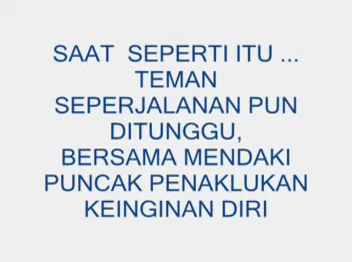 SAAT SEPERTI ITU ...
TEMAN
SEPERJALANAN PUN
DITUNGGU,
BERSAMA MENDAKI
PUNCAK PENAKLUKAN
KEINGINAN DIRI